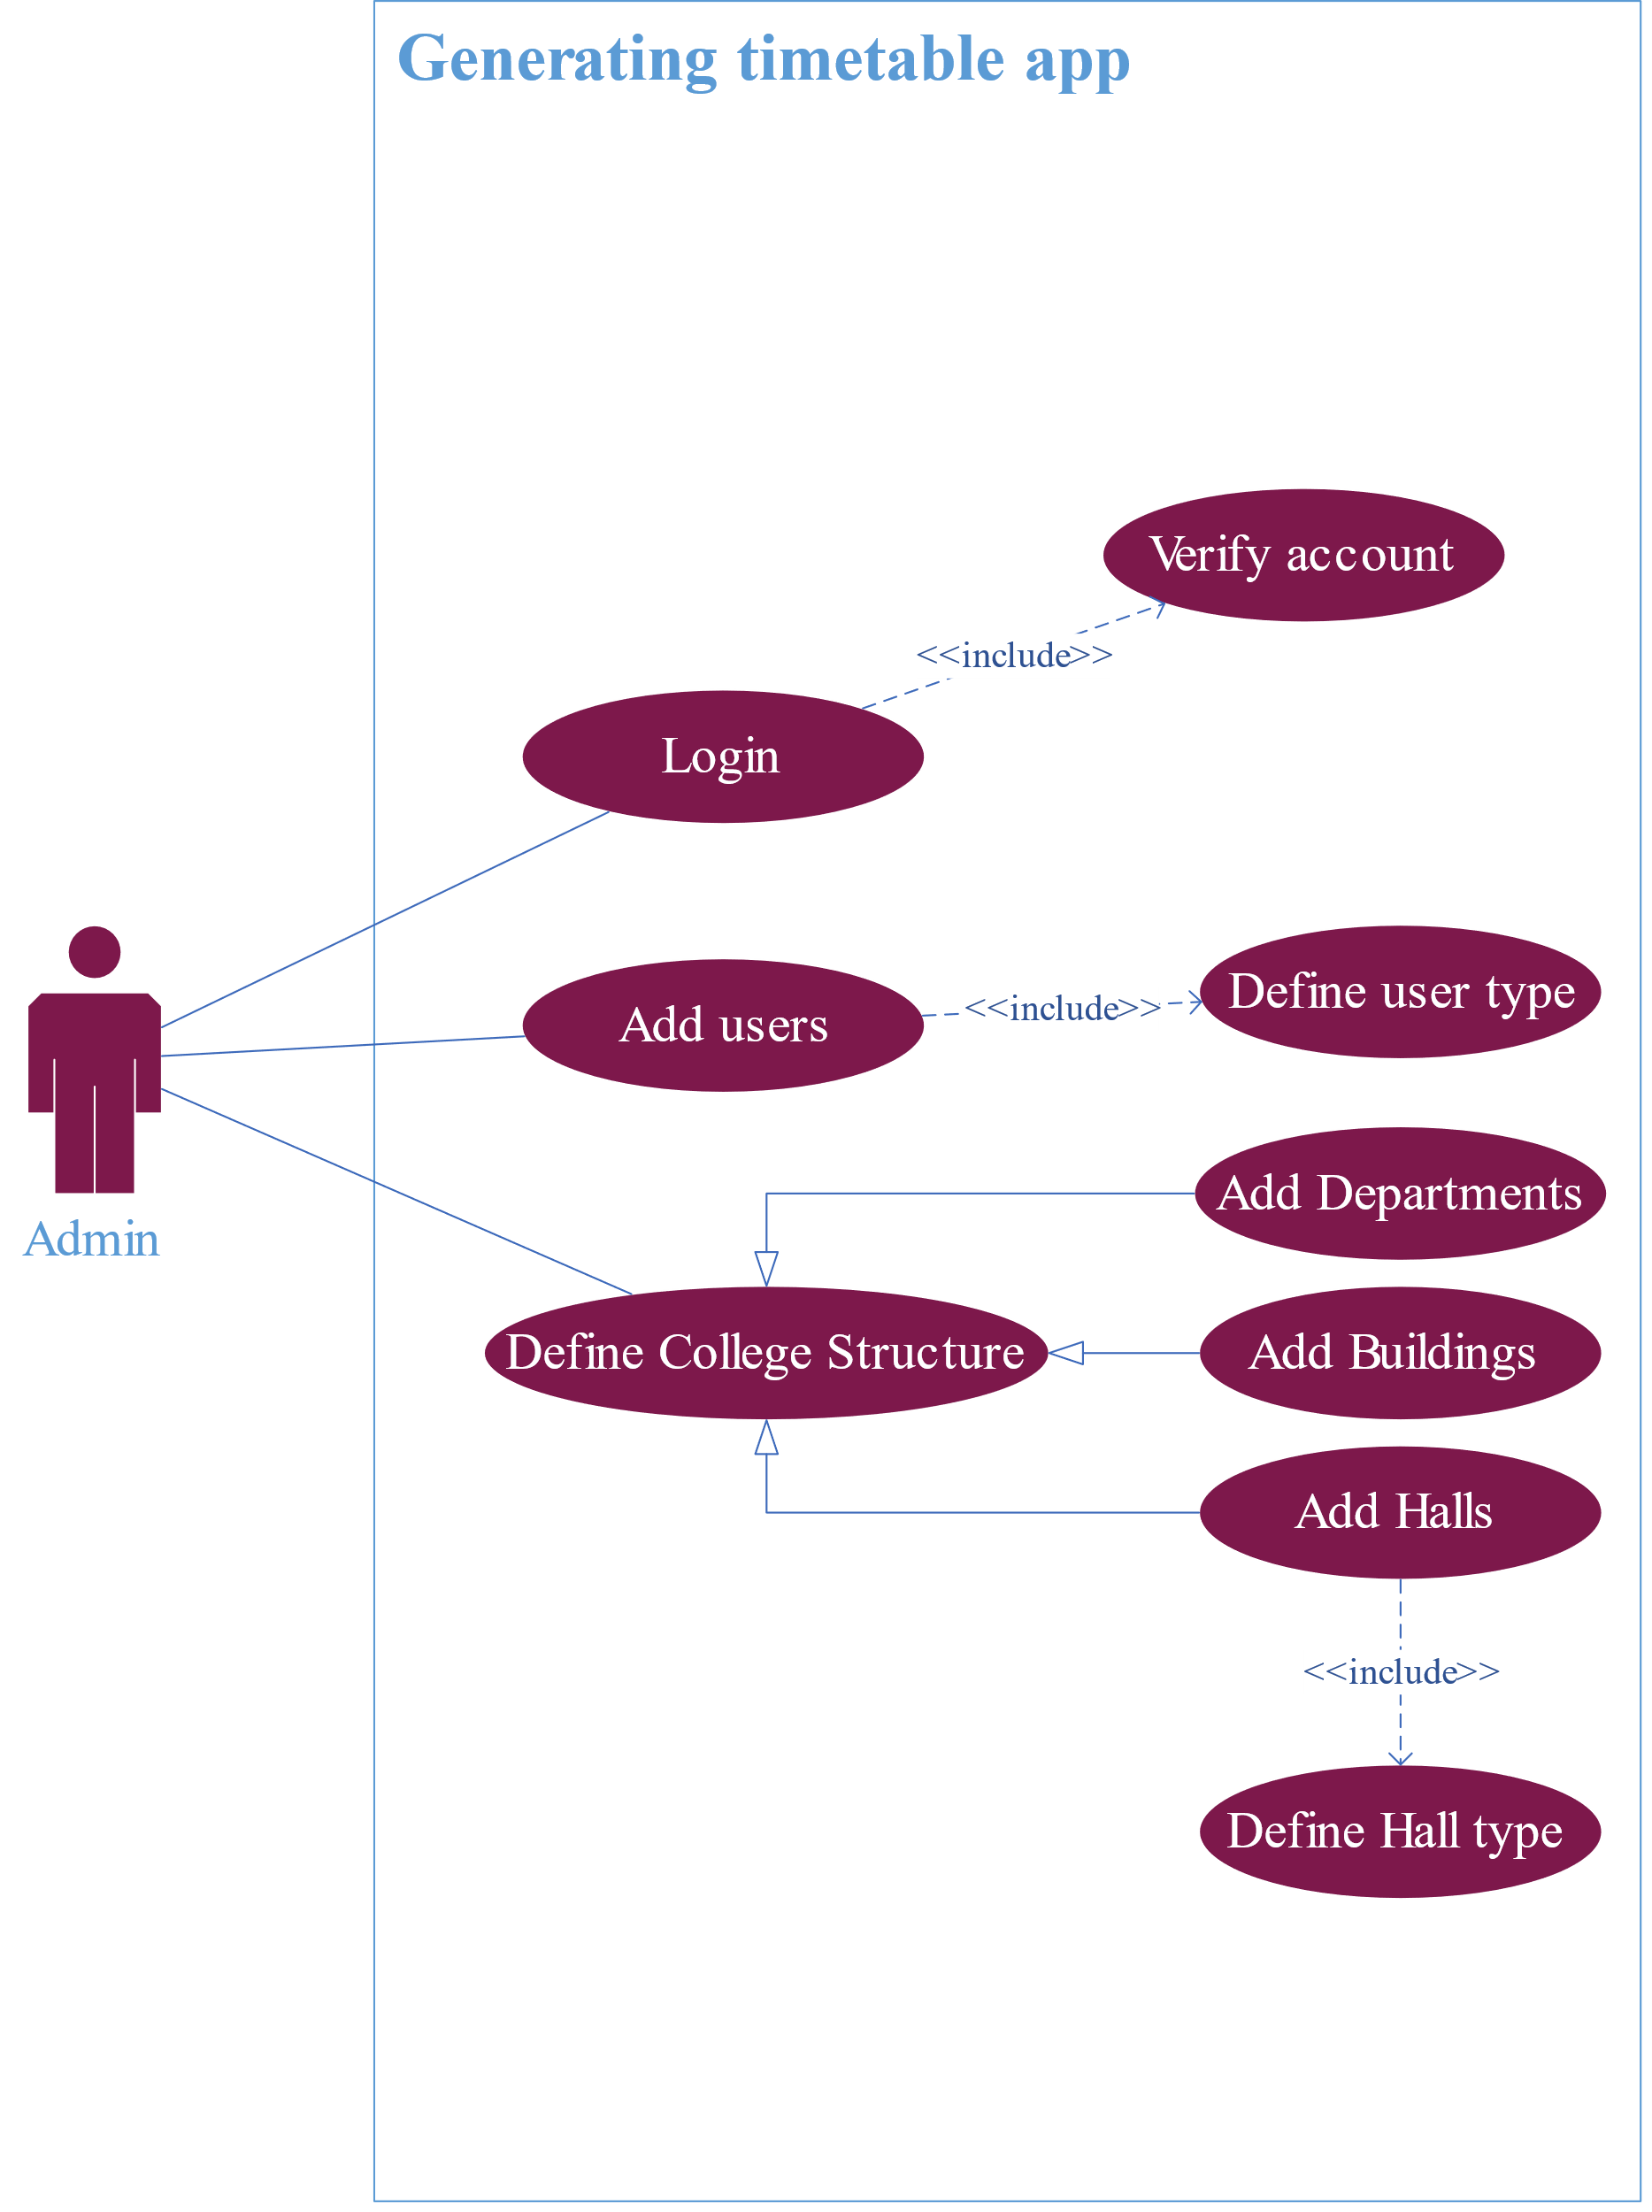 Generating timetable app
Verify account
<<include>>
Login
Define user type
<<include>>
Add users
Add Departments
Admin
Define College Structure
Add Buildings
Add Halls
<<include>>
Define Hall type